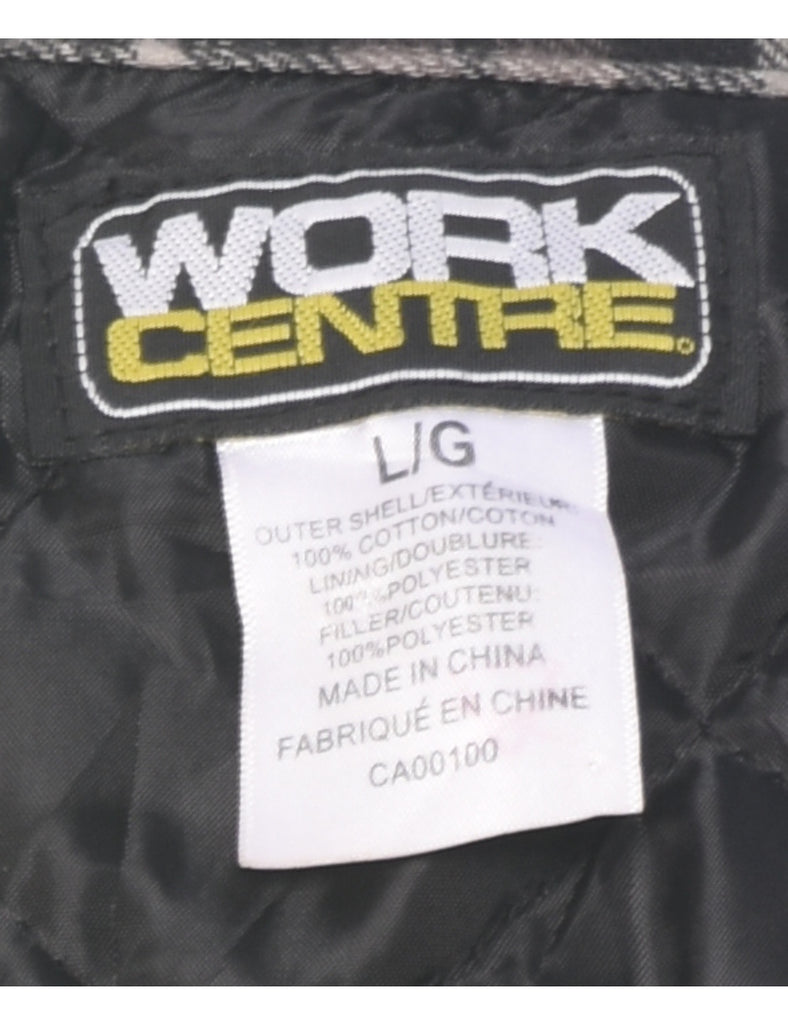 WORK
CENTRE
L/G
OUTER SHELL/EXTÉRIEUR:
100% COTTON/COTON
LINING/DOUBLURE:
100%POLYESTER
FILLER/COUTENU:
100%POLYESTER
MADE IN CHINA
FABRIQUÉ EN CHINE
CA00100